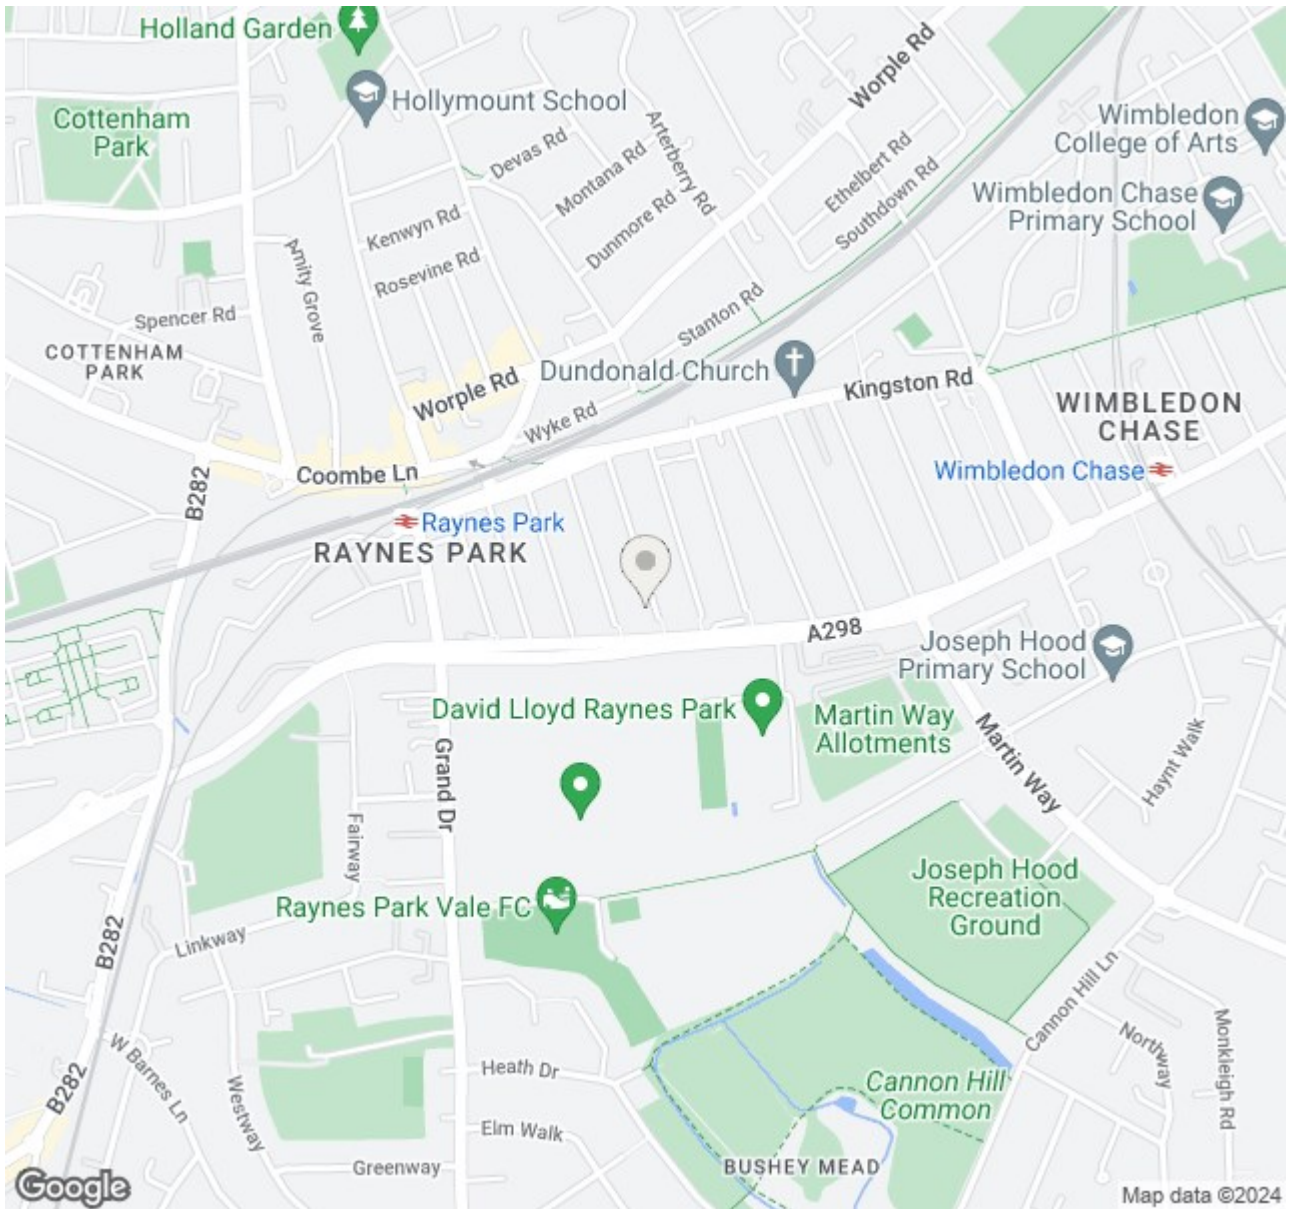 Holland Garden
Worple Rd
Hollymount School
Cottenham
Park
Wimbledon
College of Arts
Devas Rd
Arterberry Rd
Montana Rd
Ethelbert Rd
Southdown Rd
Wimbledon Chase
Primary School
Kenwyn Rd
Dunmore Rd
Amity Grove
Rosevine Rd
Spencer Rd
Stanton Rd
COTTENHAM
PARK
Dundonald Church
Worple Rd
Kingston Rd
Wyke Rd
WIMBLEDON
CHASE
Coombe Ln
B282
Wimbledon Chase
Raynes Park
RAYNES PARK
A298
Joseph Hood
Primary School
David Lloyd Raynes Park
Martin Way
Allotments
Martin Way
Haynt Walk
Grand Dr
Fairway
Joseph Hood
Recreation
Ground
Raynes Park Vale FC
Linkway
B282
Cannon Hill Ln
Northway
Monkleigh Rd
W Barnes Ln
Heath Dr
Cannon Hill
Common
B282
Westway
Elm Walk
Greenway
BUSHEY MEAD
Google
Map data ©2024